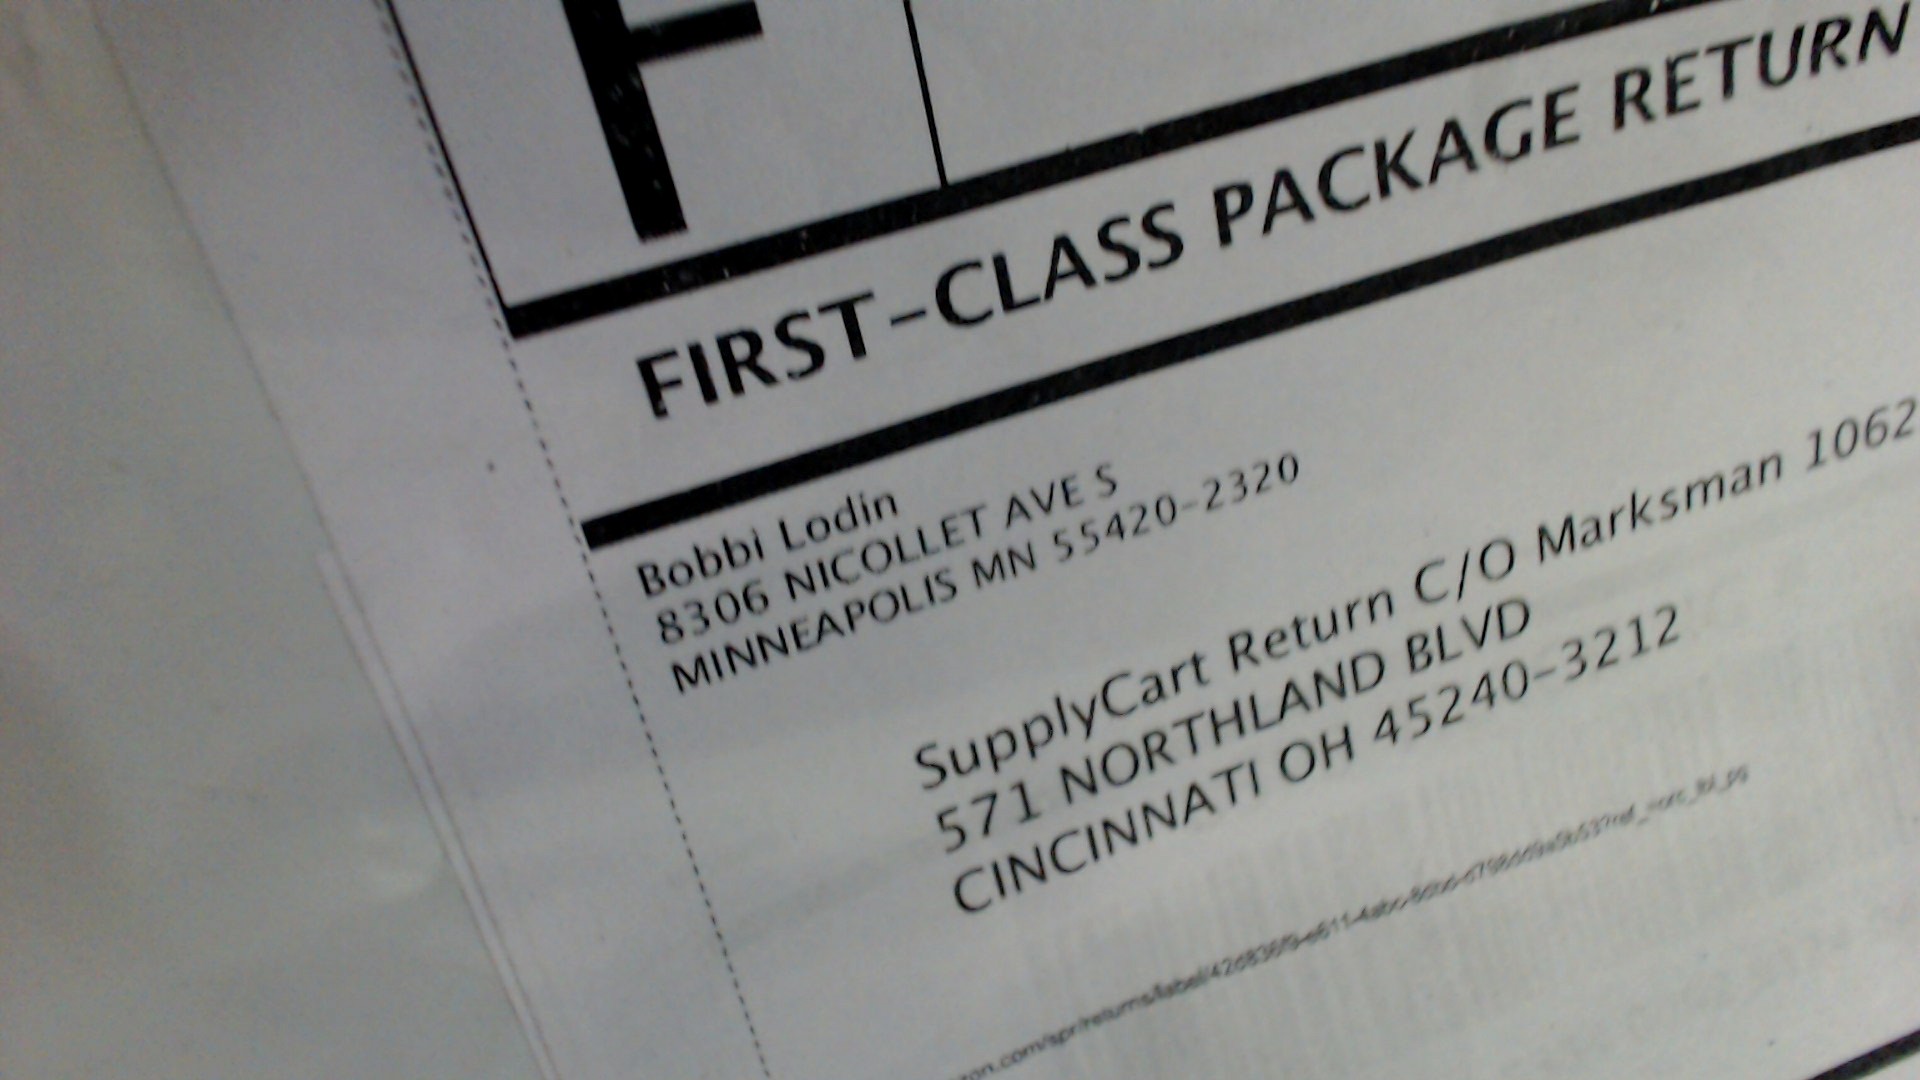 F
FIRST-CLASS PACKAGE RETURN
Bobbi Lodin
8306 NICOLLET AVE S
MINNEAPOLIS MN 55420-2320
SupplyCart Return C/O Marksman 1062
571 NORTHLAND BLVD
CINCINNATI OH 45240-3212